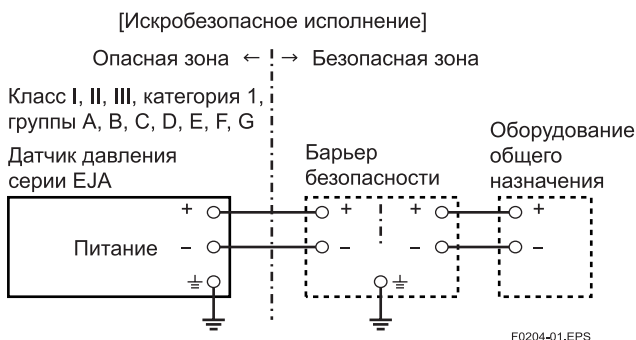 [Искробезопасное исполнение]
Опасная зона ← → Безопасная зона
Класс I, II, III, категория 1,
группы A, B, C, D, E, F, G
Датчик давления
серии EJA
Барьер
безопасности
Оборудование
общего
назначения
+ + + +
Питание – – – –
F0204-01.EPS